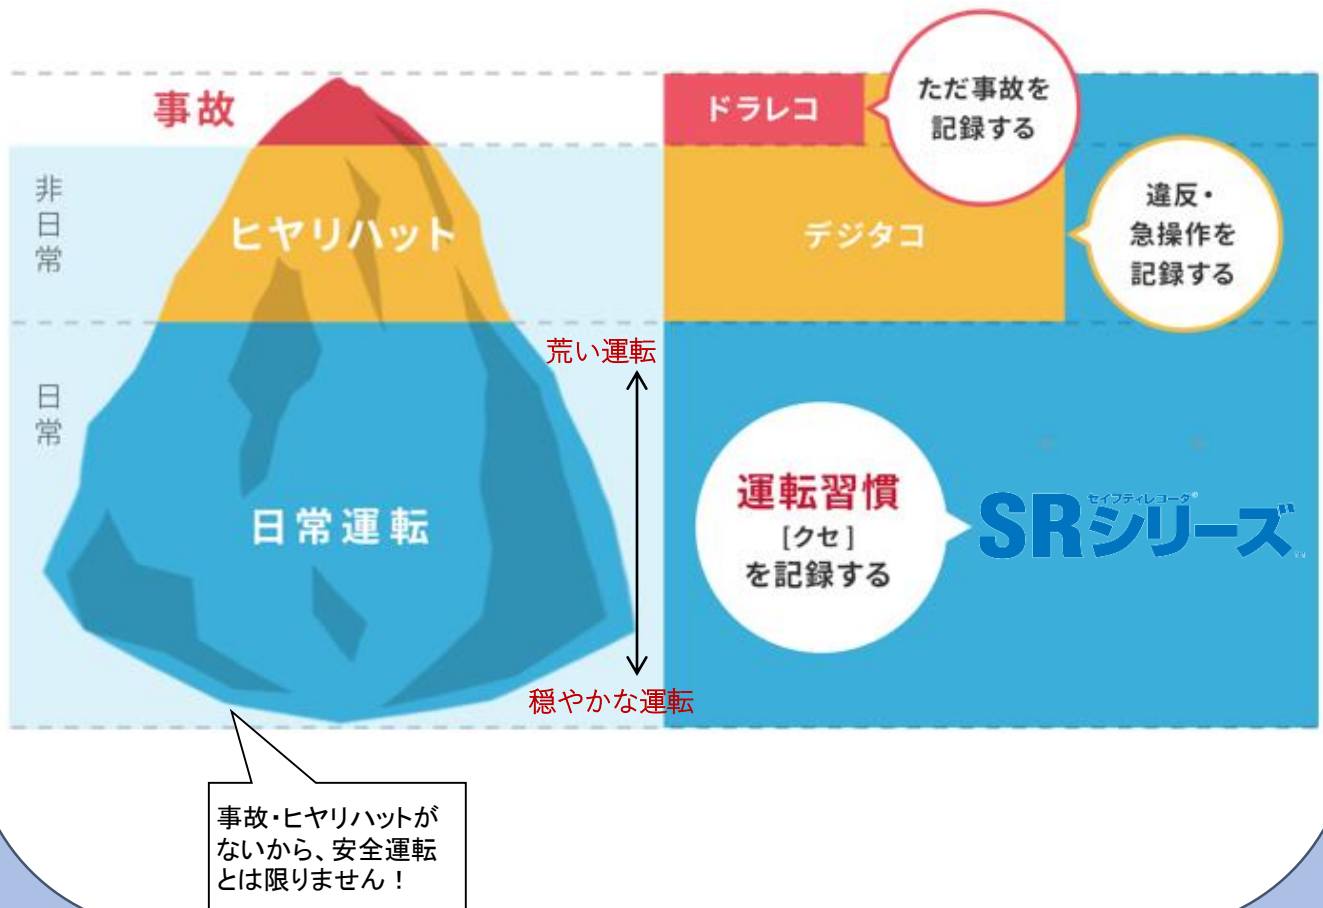 事故
ヒヤリハット
日常運転
非日常
日常
荒い運転
穏やかな運転
事故・ヒヤリハットが
ないから、安全運転
とは限りません！
ドラレコ
ただ事故を
記録する
デジタコ
違反・
急操作を
記録する
運転習慣
[クセ]
を記録する
セイフティレコーダ®
SRシリーズ